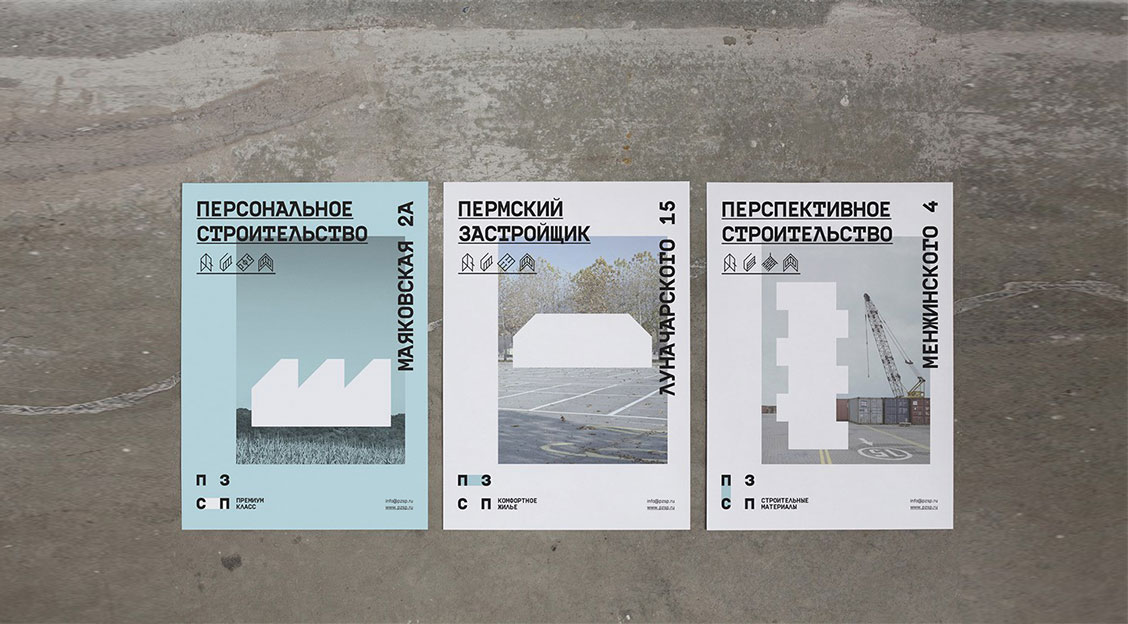 ПЕРСОНАЛЬНОЕ
СТРОИТЕЛЬСТВО
МАЯКОВСКАЯ 2А
П З
С П
ПРЕМИУМ
КЛАСС
info@pzsp.ru
www.pzsp.ru
ПЕРМСКИЙ
ЗАСТРОЙЩИК
ЛУНАЧАРСКОГО 15
П З
С П
КОМФОРТНОЕ
ЖИЛЬЕ
info@pzsp.ru
www.pzsp.ru
ПЕРСПЕКТИВНОЕ
СТРОИТЕЛЬСТВО
МЕНЖИНСКОГО 4
П З
С П
СТРОИТЕЛЬНЫЕ
МАТЕРИАЛЫ
info@pzsp.ru
www.pzsp.ru